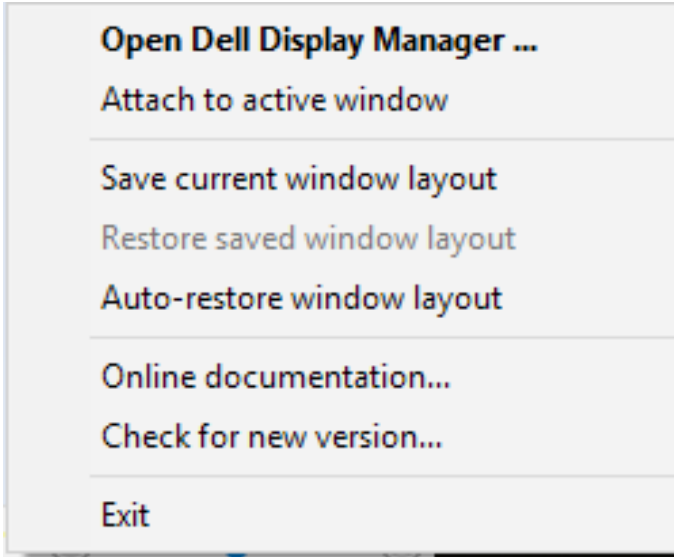 Open Dell Display Manager ...
Attach to active window
Save current window layout
Restore saved window layout
Auto-restore window layout
Online documentation...
Check for new version...
Exit